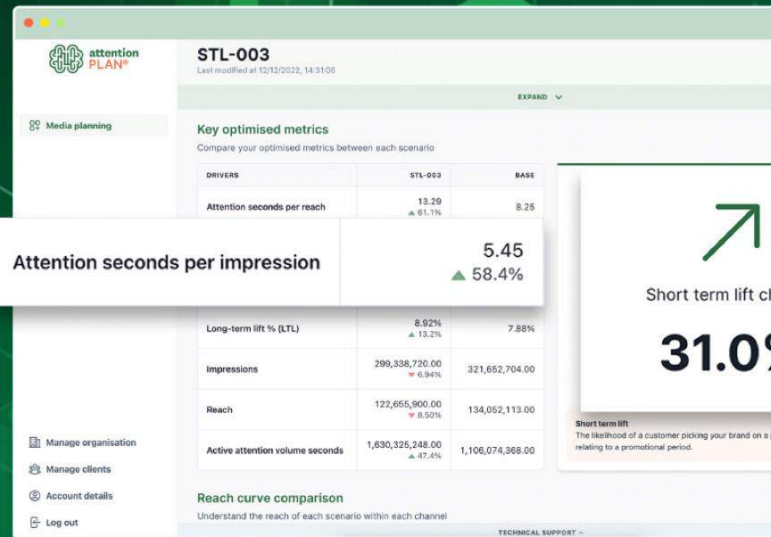 attention
PLAN®
STL-003
Last modified at 12/12/2022, 14:31:06
EXPAND
Media planning
Key optimised metrics
Compare your optimised metrics between each scenario
DRIVERS STL-003 BASE
Attention seconds per reach 13.29 8.25
▲ 61.1%
Attention seconds per impression 5.45
▲ 58.4%
Short term lift
31.0
Long-term lift % (LTL) 8.92% 7.88%
▲ 13.2%
Impressions 299,338,720.00 321,652,704.00
▼ 6.94%
Reach 122,655,900.00 134,052,113.00
▼ 8.50%
Active attention volume seconds 1,630,325,248.00 1,106,074,368.00
▲ 47.4%
Short term lift
The likelihood of a customer picking your brand on a
relating to a promotional period.
Manage organisation
Manage clients
Account details
Log out
Reach curve comparison
Understand the reach of each scenario within each channel
TECHNICAL SUPPORT